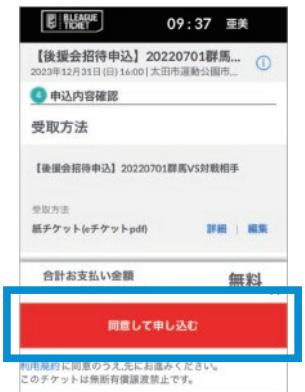 B.LEAGUE TICKET
09:37 亜美
【後援会招待申込】20220701群馬...
2023年12月31日(日)16:00|太田市運動公園市...
4 申込内容確認
受取方法
【後援会招待申込】20220701群馬VS対戦相手
受取方法
紙チケット(eチケットpdf) 詳細 | 編集
合計お支払い金額 無料
同意して申し込む
利用規約に同意のうえ、先にお進みください。
このチケットは無断有償譲渡禁止です。